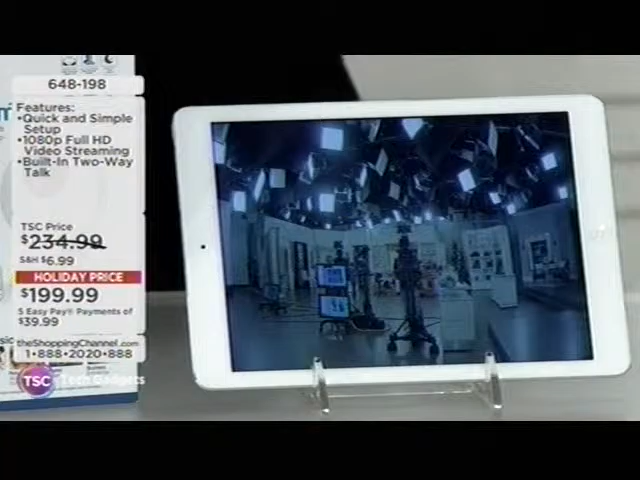 648-198
Features:
•Quick and Simple
Setup
•1080p Full HD
Video Streaming
•Built-In Two-Way
Talk
TSC Price
$234.99
S&H $6.99
HOLIDAY PRICE
$199.99
5 Easy Pay® Payments of
$39.99
theShoppingChannel.com
1•888•2020•888
TSC Tech Gadgets